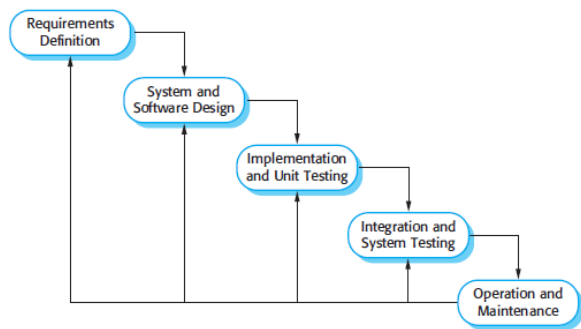 Requirements
Definition
System and
Software Design
Implementation
and Unit Testing
Integration and
System Testing
Operation and
Maintenance